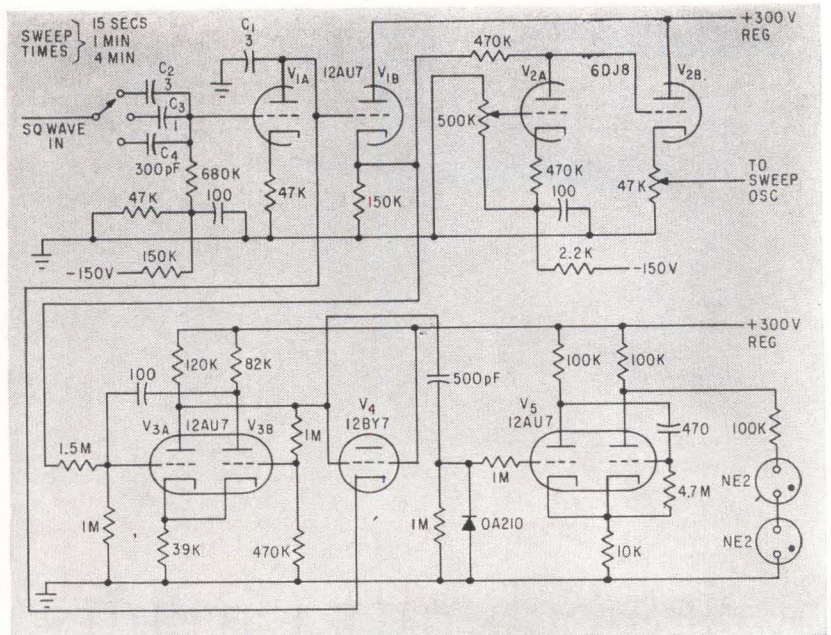 SWEEP TIMES } 15 SECS
1 MIN
4 MIN
C1
3
V1A
12AU7
V1B
470K
V2A
6DJ8
V2B
+300V
REG
C2
3
C3
1
C4
300pF
SQ WAVE
IN
680K
47K
100
150K
-150V
47K
150K
500K
470K
100
2.2K
-150V
47K
TO
SWEEP
OSC
+300V
REG
100
120K
82K
V3A
12AU7
V3B
1M
V4
12BY7
500pF
V5
12AU7
100K
100K
470
100K
1.5M
1M
39K
470K
1M
OA210
1M
4.7M
10K
NE2
NE2